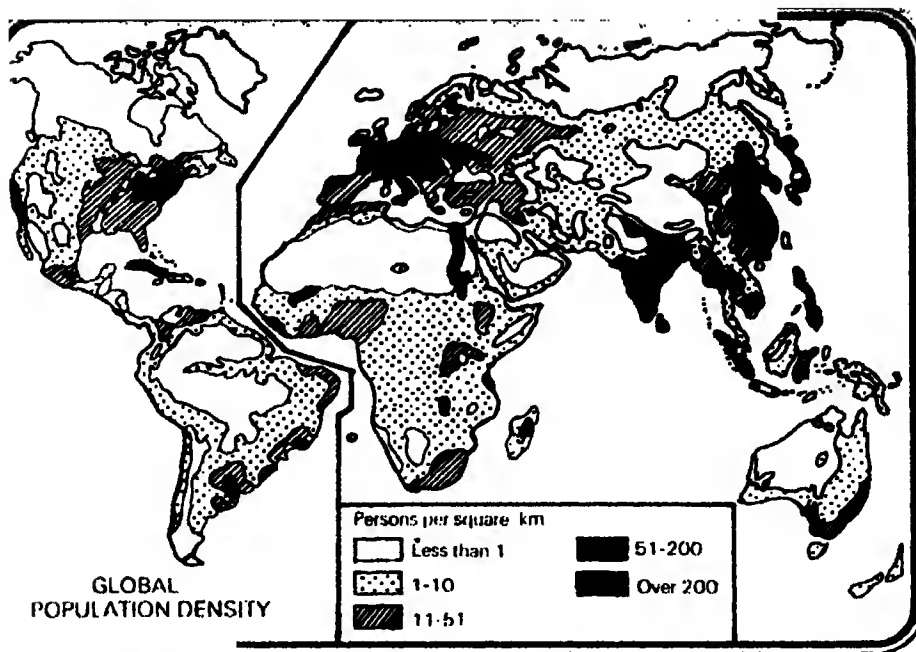 Persons per square km
Less than 1
1-10
11-51
51-200
Over 200
GLOBAL
POPULATION DENSITY